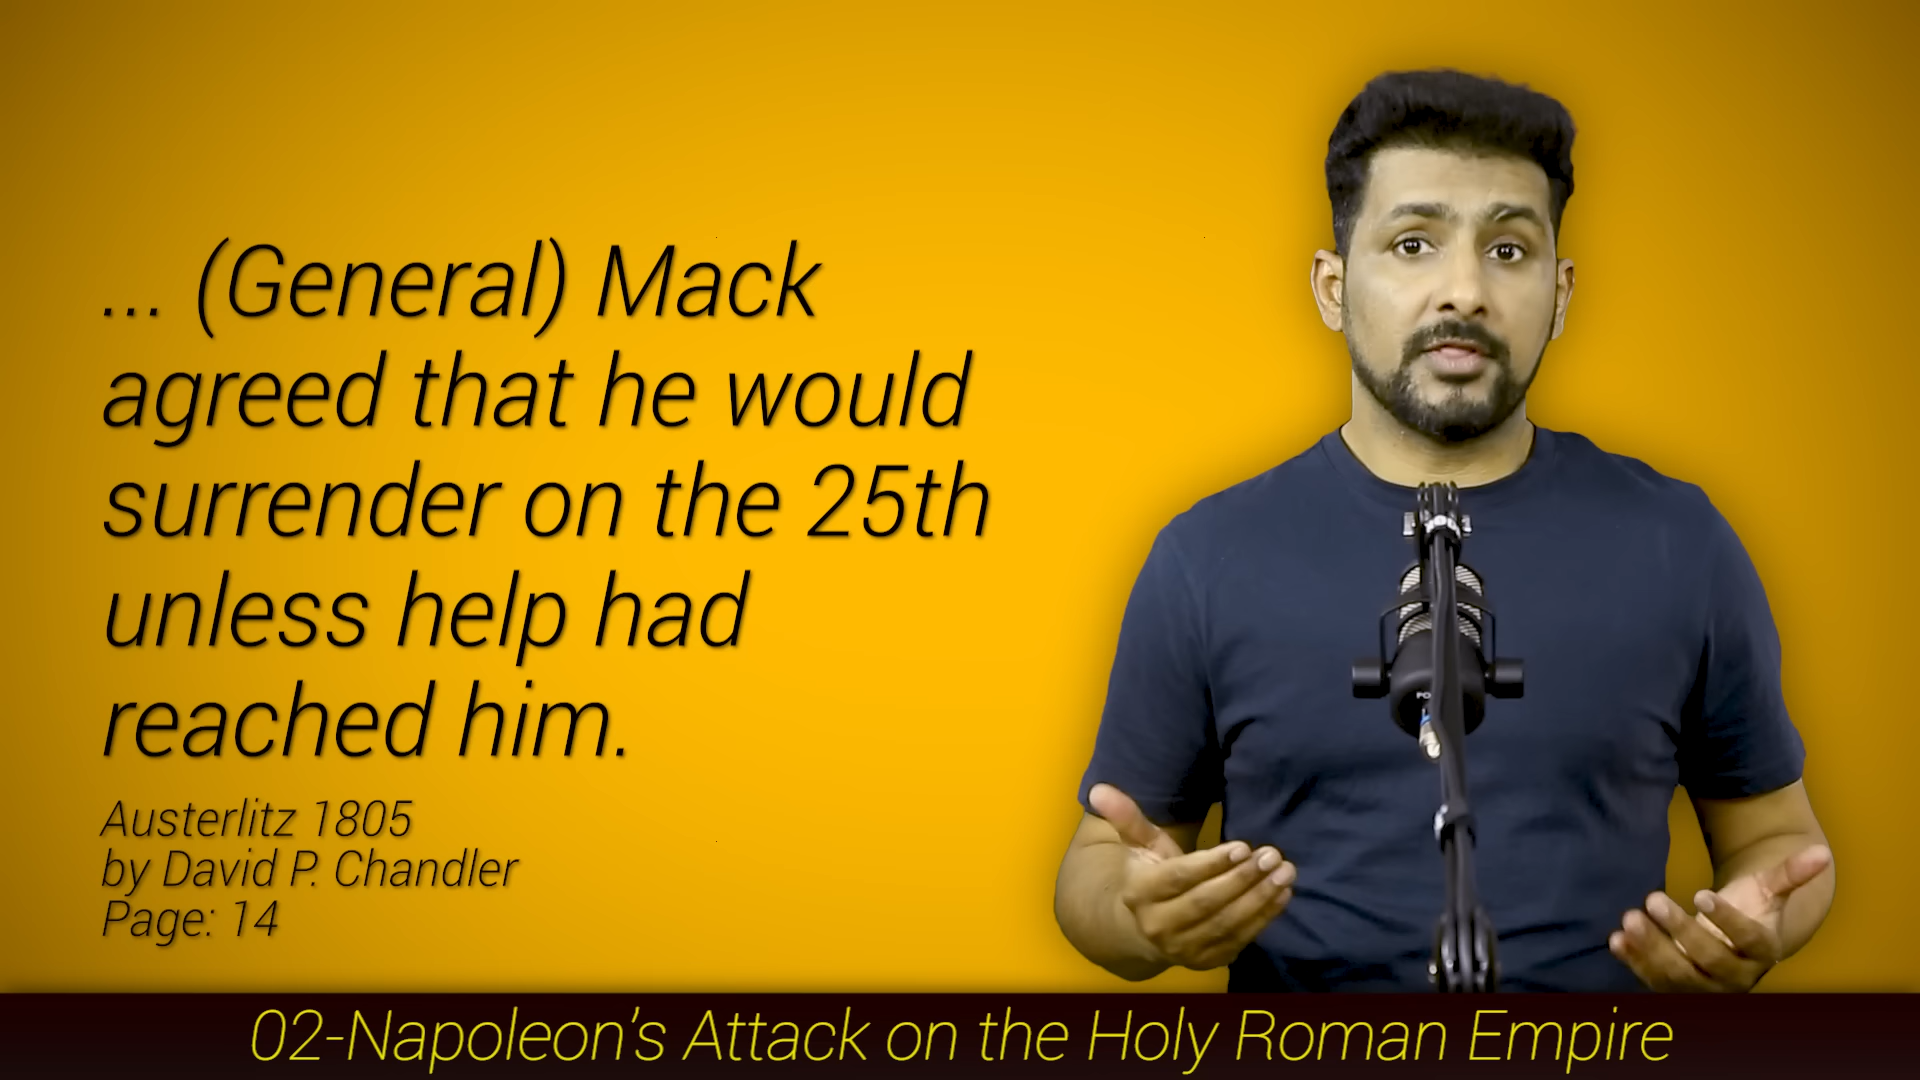 ... (General) Mack
agreed that he would
surrender on the 25th
unless help had
reached him.
Austerlitz 1805
by David P. Chandler
Page: 14
02-Napoleon's Attack on the Holy Roman Empire